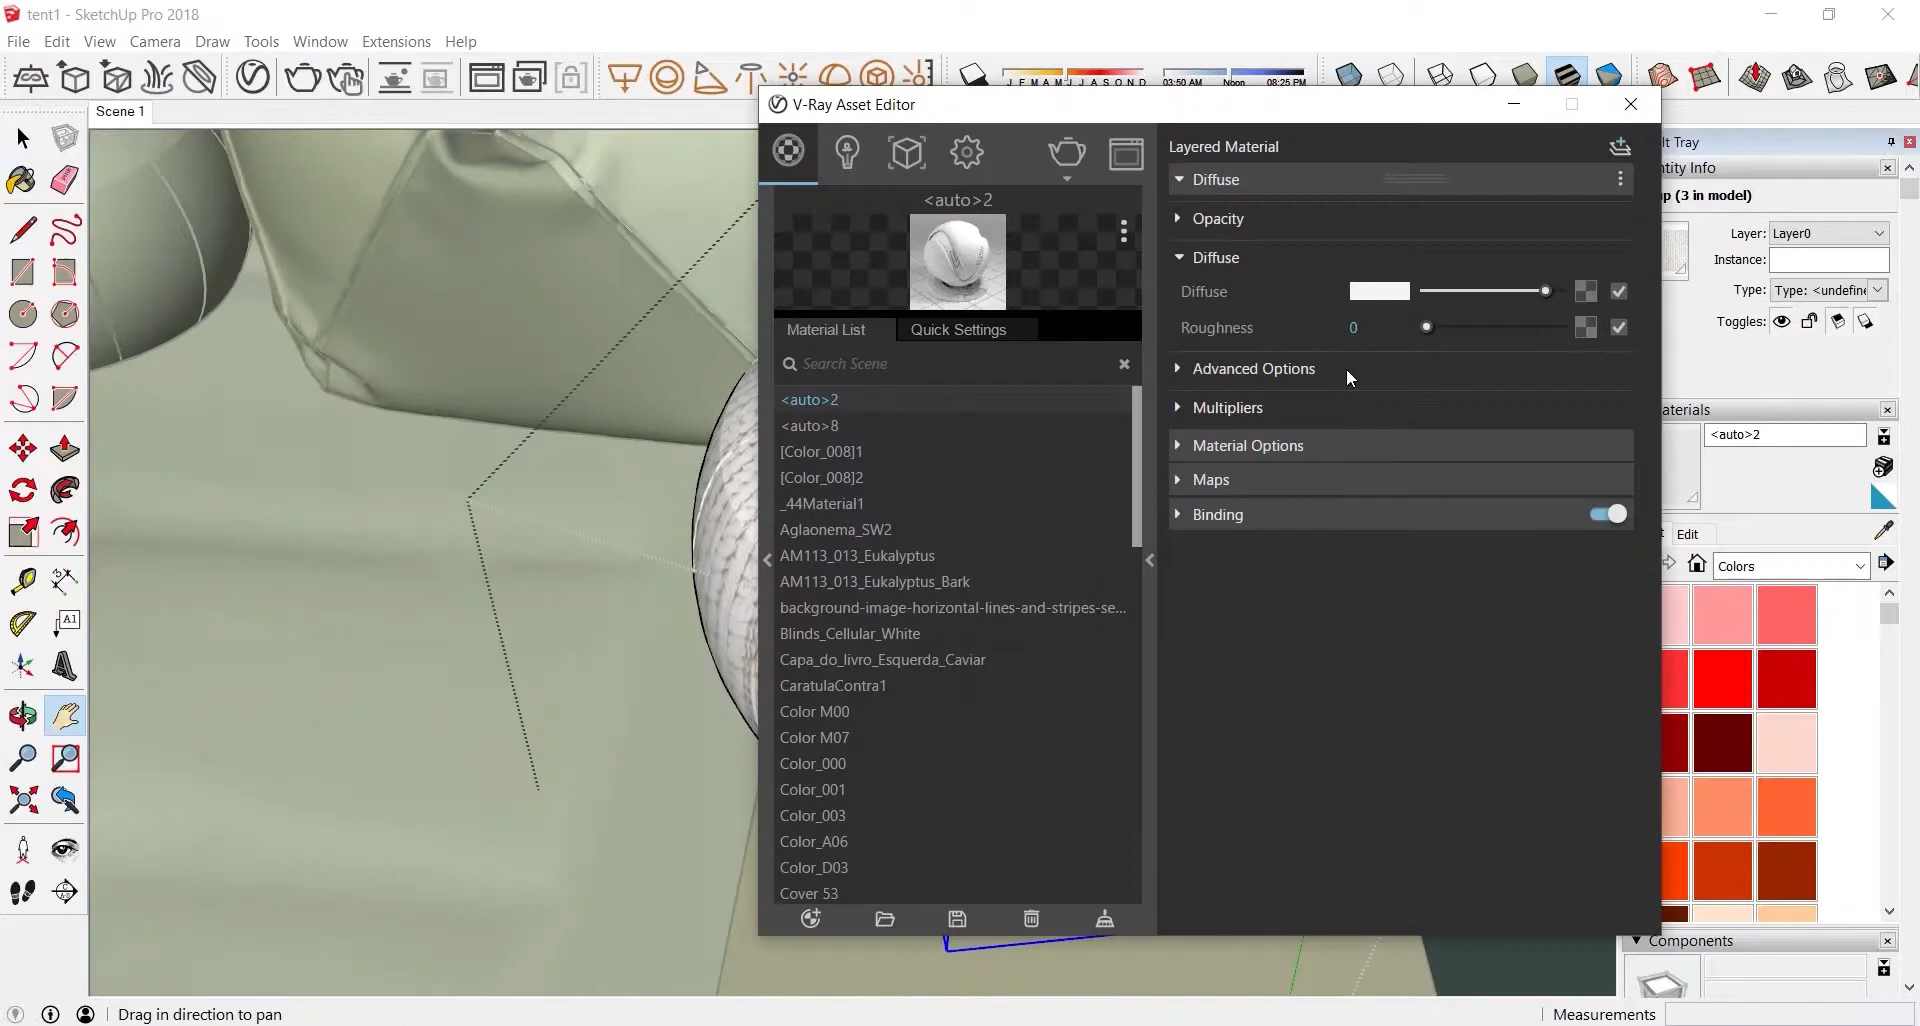 tent1 - SketchUp Pro 2018
File Edit View Camera Draw Tools Window Extensions Help
J F M A M J J A S O N D 03:50 AM Noon 08:25 PM
Scene 1
V-Ray Asset Editor
<auto>2
Material List Quick Settings
Search Scene
<auto>2
<auto>8
[Color_008]1
[Color_008]2
_44Material1
Aglaonema_SW2
AM113_013_Eukalyptus
AM113_013_Eukalyptus_Bark
background-image-horizontal-lines-and-stripes-se...
Blinds_Cellular_White
Capa_do_livro_Esquerda_Caviar
CaratulaContra1
Color M00
Color M07
Color_000
Color_001
Color_003
Color_A06
Color_D03
Cover 53
Layered Material
Diffuse
Opacity
Diffuse
Diffuse
Roughness 0
Advanced Options
Multipliers
Material Options
Maps
Binding
lt Tray
ntity Info
p (3 in model)
Layer: Layer0
Instance:
Type: Type: <undefine
Toggles:
aterials
<auto>2
Edit
Colors
Components
A1
Drag in direction to pan
Measurements